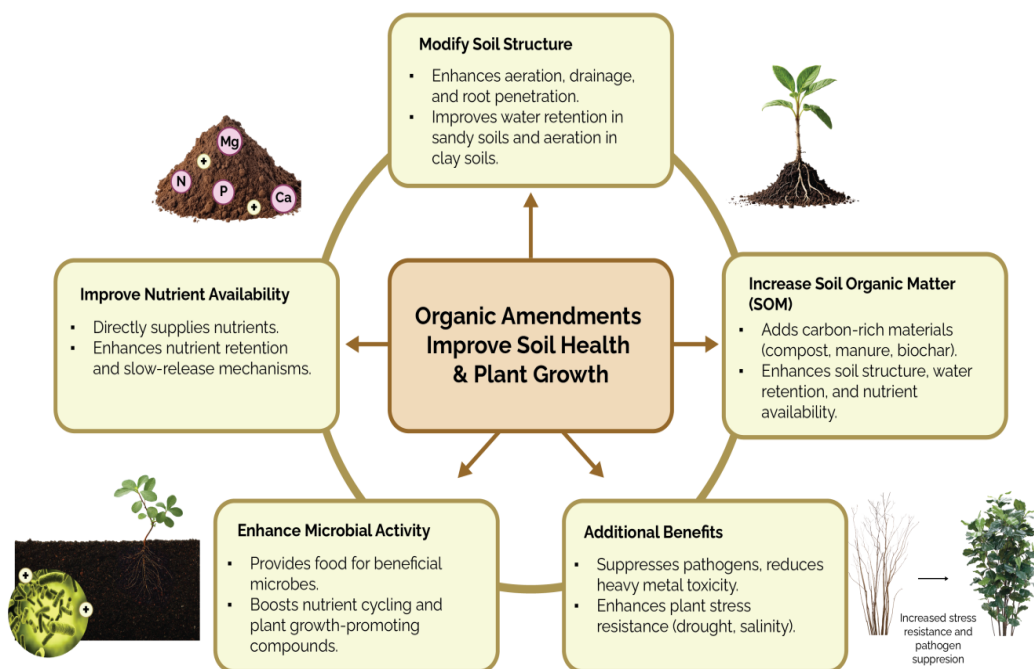 Modify Soil Structure
▪ Enhances aeration, drainage,
and root penetration.
▪ Improves water retention in
sandy soils and aeration in
clay soils.
Mg
+
N
P
+
Ca
Improve Nutrient Availability
▪ Directly supplies nutrients.
▪ Enhances nutrient retention
and slow-release mechanisms.
Organic Amendments
Improve Soil Health
& Plant Growth
Increase Soil Organic Matter
(SOM)
▪ Adds carbon-rich materials
(compost, manure, biochar).
▪ Enhances soil structure, water
retention, and nutrient
availability.
+
+
Enhance Microbial Activity
▪ Provides food for beneficial
microbes.
▪ Boosts nutrient cycling and
plant growth-promoting
compounds.
Additional Benefits
▪ Suppresses pathogens, reduces
heavy metal toxicity.
▪ Enhances plant stress
resistance (drought, salinity).
Increased stress
resistance and
pathogen
suppresion